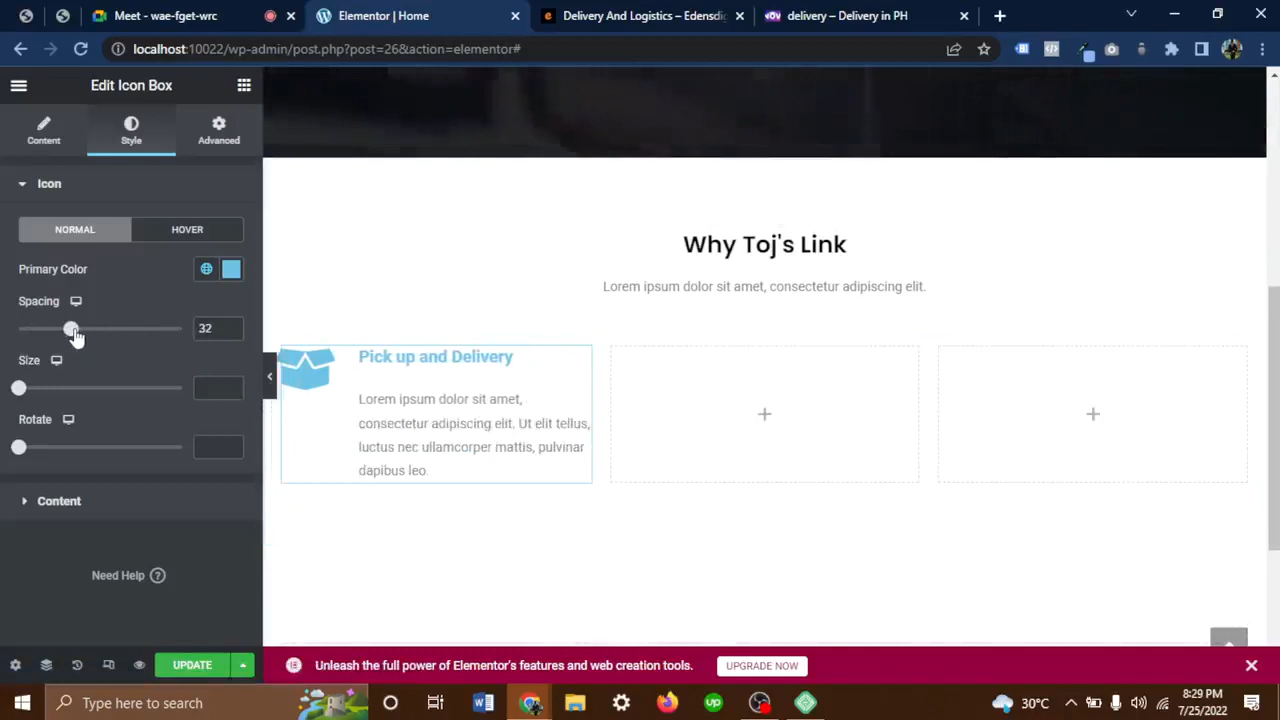 Meet - wae-fget-wrc
Elementor | Home
Delivery And Logistics – Edensdig
delivery – Delivery in PH
localhost:10022/wp-admin/post.php?post=26&action=elementor#
Edit Icon Box
Content
Style
Advanced
Icon
NORMAL
HOVER
Primary Color
Spacing
32
Size
Rotate
Content
Need Help
?
Why Toj's Link
Lorem ipsum dolor sit amet, consectetur adipiscing elit.
Pick up and Delivery
Lorem ipsum dolor sit amet,
consectetur adipiscing elit. Ut elit tellus,
luctus nec ullamcorper mattis, pulvinar
dapibus leo.
UPDATE
Unleash the full power of Elementor's features and web creation tools.
UPGRADE NOW
Type here to search
30°C
8:29 PM
7/25/2022